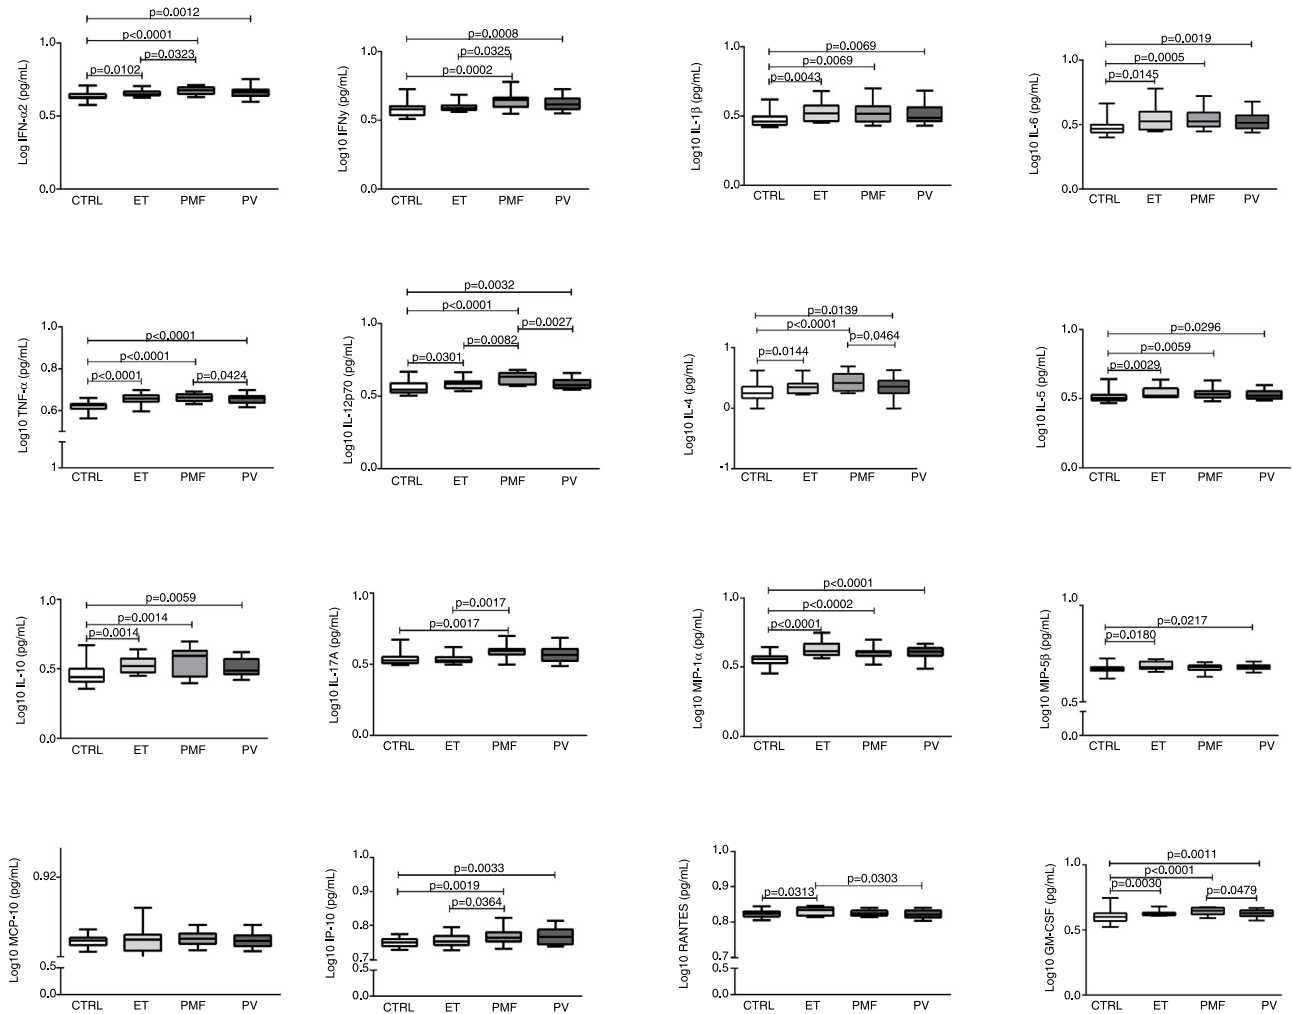 p=0.0012
p<0.0001
p=0.0323
p=0.0102
Log IFN-α2 (pg/mL)
1.0
0.5
0.0
CTRL ET PMF PV
p=0.0008
p=0.0325
p=0.0002
Log10 IFNy (pg/mL)
1.0
0.5
0.0
CTRL ET PMF PV
p=0.0069
p=0.0069
p=0.0043
Log10 IL-1β (pg/mL)
1.0
0.5
0.0
CTRL ET PMF PV
p=0.0019
p=0.0005
p=0.0145
Log10 IL-6 (pg/mL)
1.0
0.5
0.0
CTRL ET PMF PV
p<0.0001
p<0.0001
p<0.0001
p=0,0424
Log10 TNF-α (pg/mL)
1.0
0.6
1
CTRL ET PMF PV
p=0.0032
p<0.0001
p=0.0027
p=0.0082
p=0.0301
Log10 IL-12p70 (pg/mL)
1.0
0.5
0.0
CTRL ET PMF PV
p=0.0139
p<0.0001
p=,0464
p=0.0144
Log10 IL-4 (pg/mL)
1
0
-1
CTRL ET PMF PV
p=0.0296
p=0.0059
p=0.0029
Log10 IL-5 (pg/mL)
1.0
0.5
0.0
CTRL ET PMF PV
p=0.0059
p=0.0014
p=0.0014
Log10 IL-10 (pg/mL)
1.0
0.5
0.0
CTRL ET PMF PV
p=0.0017
p=0.0017
Log10 IL-17A (pg/mL)
1.0
0.5
0.0
CTRL ET PMF PV
p<0.0001
p<0.0002
p<0.0001
Log10 MIP-1α (pg/mL)
1.0
0.5
0.0
CTRL ET PMF PV
p=0.0217
p=0.0180
Log10 MIP-5β (pg/mL)
1.0
0.5
0.0
CTRL ET PMF PV
Log10 MCP-10 (pg/mL)
0.92
0.5
0.0
CTRL ET PMF PV
p=0.0033
p=0.0019
p=0,0364
Log10 IP-10 (pg/mL)
1.0
0.9
0.8
0.7
0.5
0.0
CTRL ET PMF PV
p=0.0313
p=0,0303
Log10 RANTES (pg/mL)
1.0
0.9
0.8
0.7
0.5
0.0
CTRL ET PMF PV
p=0.0011
p<0.0001
p=0.0030
p=0.0479
Log10 GM-CSF (pg/mL)
1.0
0.5
0.0
CTRL ET PMF PV